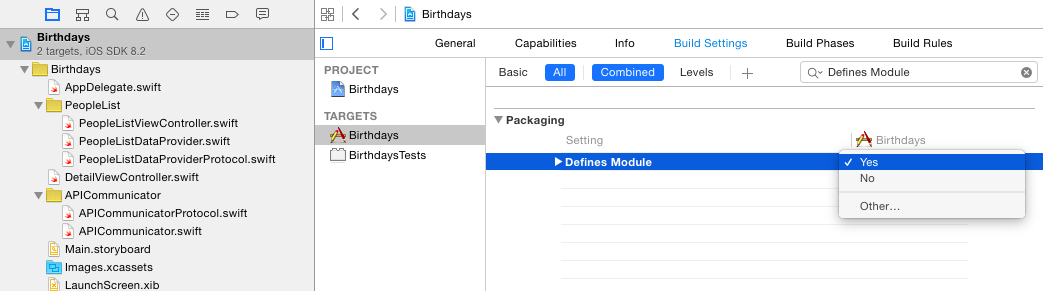 Birthdays
2 targets, iOS SDK 8.2
Birthdays
AppDelegate.swift
PeopleList
PeopleListViewController.swift
PeopleListDataProvider.swift
PeopleListDataProviderProtocol.swift
DetailViewController.swift
APICommunicator
APICommunicatorProtocol.swift
APICommunicator.swift
Main.storyboard
Images.xcassets
LaunchScreen.xib
Birthdays
General Capabilities Info Build Settings Build Phases Build Rules
PROJECT
Birthdays
TARGETS
Birthdays
BirthdaysTests
Basic All Combined Levels + Defines Module
Packaging
Setting Birthdays
Defines Module Yes
No
Other...